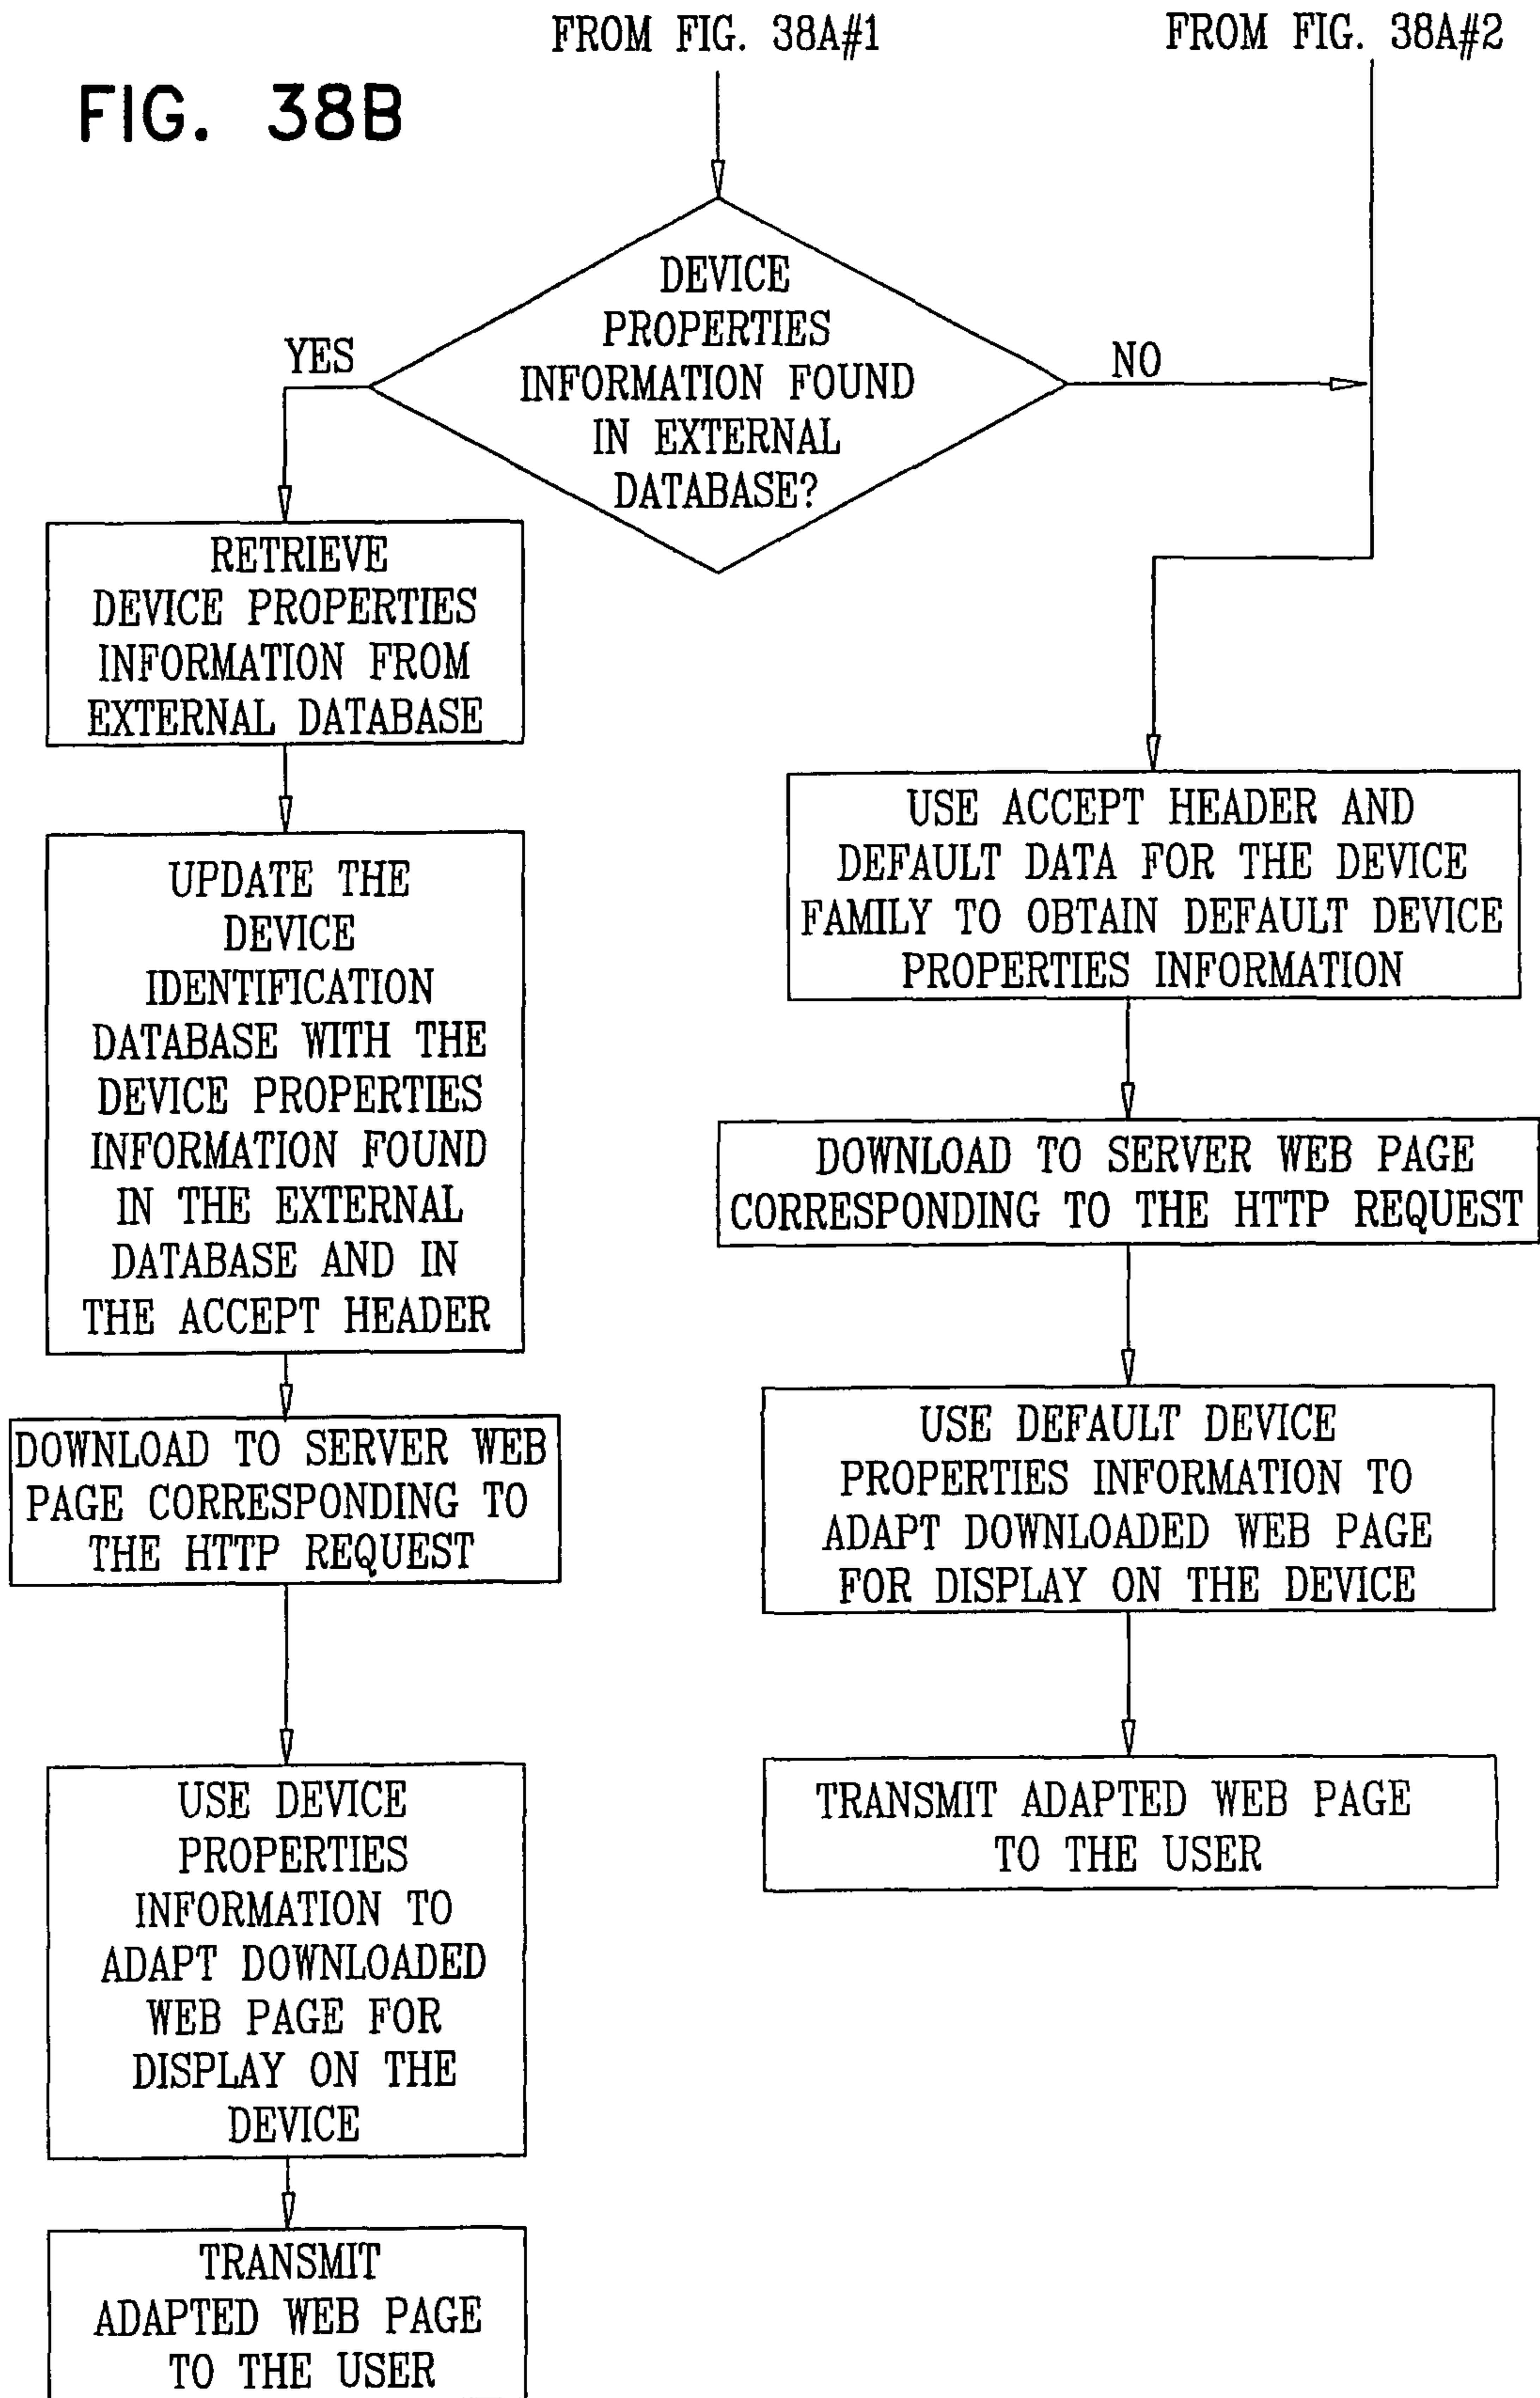 FROM FIG. 38A#1
FROM FIG. 38A#2
FIG. 38B
DEVICE
PROPERTIES
INFORMATION FOUND
IN EXTERNAL
DATABASE?
YES
NO
RETRIEVE
DEVICE PROPERTIES
INFORMATION FROM
EXTERNAL DATABASE
UPDATE THE
DEVICE
IDENTIFICATION
DATABASE WITH THE
DEVICE PROPERTIES
INFORMATION FOUND
IN THE EXTERNAL
DATABASE AND IN
THE ACCEPT HEADER
DOWNLOAD TO SERVER WEB
PAGE CORRESPONDING TO
THE HTTP REQUEST
USE DEVICE
PROPERTIES
INFORMATION TO
ADAPT DOWNLOADED
WEB PAGE FOR
DISPLAY ON THE
DEVICE
TRANSMIT
ADAPTED WEB PAGE
TO THE USER
USE ACCEPT HEADER AND
DEFAULT DATA FOR THE DEVICE
FAMILY TO OBTAIN DEFAULT DEVICE
PROPERTIES INFORMATION
DOWNLOAD TO SERVER WEB PAGE
CORRESPONDING TO THE HTTP REQUEST
USE DEFAULT DEVICE
PROPERTIES INFORMATION TO
ADAPT DOWNLOADED WEB PAGE
FOR DISPLAY ON THE DEVICE
TRANSMIT ADAPTED WEB PAGE
TO THE USER